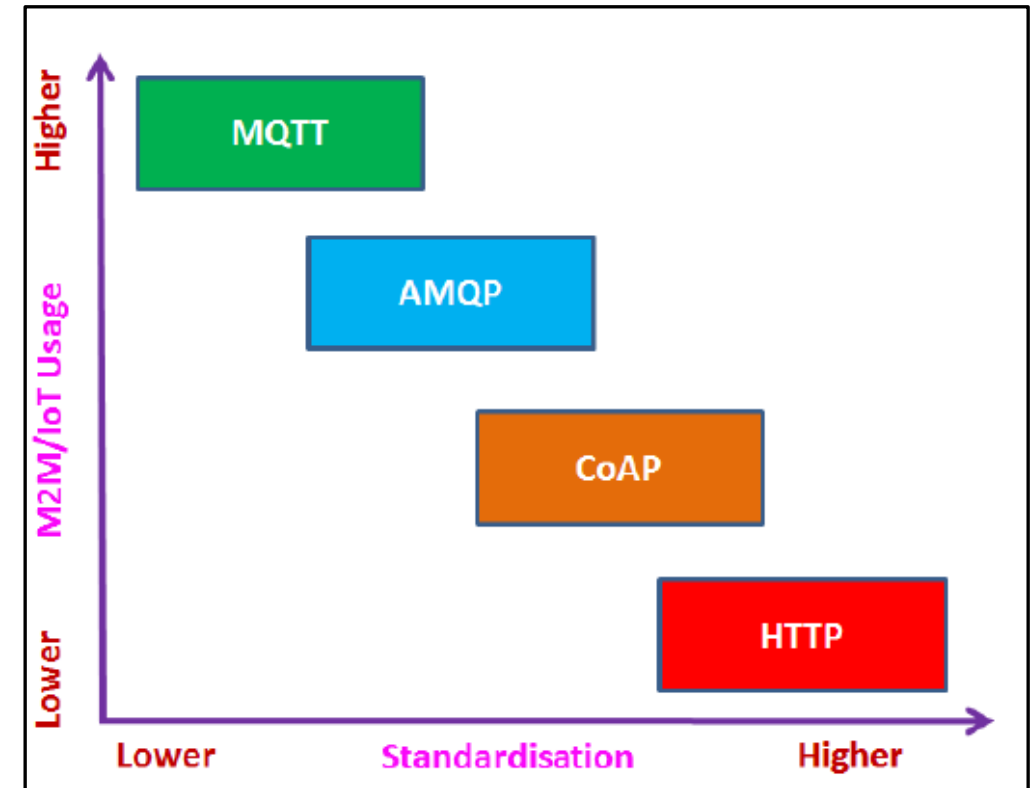 Higher
MQTT
AMQP
M2M/IoT Usage
CoAP
HTTP
Lower
Lower
Standardisation
Higher